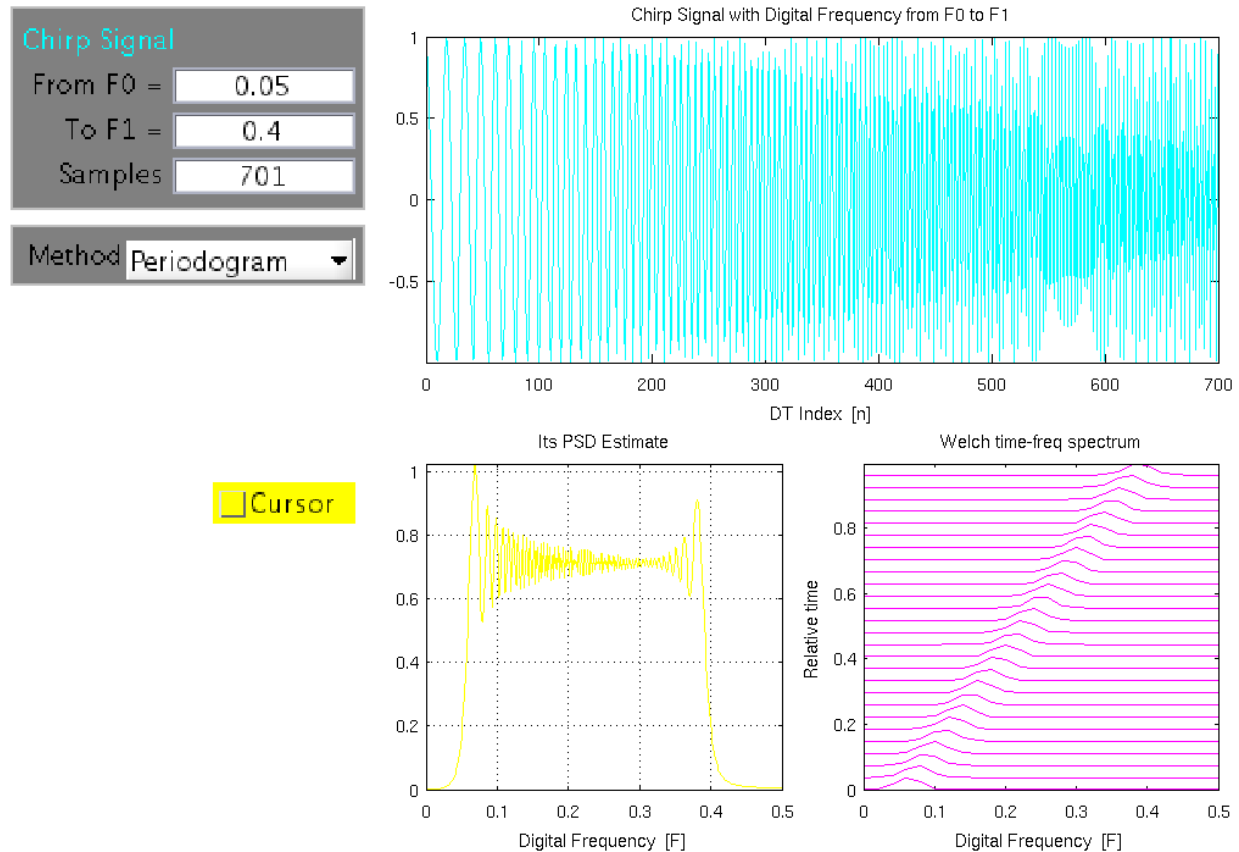 Chirp Signal
From F0 = 0.05
To F1 = 0.4
Samples 701
Method Periodogram
Cursor
Chirp Signal with Digital Frequency from F0 to F1
1
0.5
0
-0.5
0 100 200 300 400 500 600 700
DT Index [n]
Its PSD Estimate
1
0.8
0.6
0.4
0.2
0
0 0.1 0.2 0.3 0.4 0.5
Digital Frequency [F]
Welch time-freq spectrum
Relative time
0.8
0.6
0.4
0.2
0
0 0.1 0.2 0.3 0.4 0.5
Digital Frequency [F]